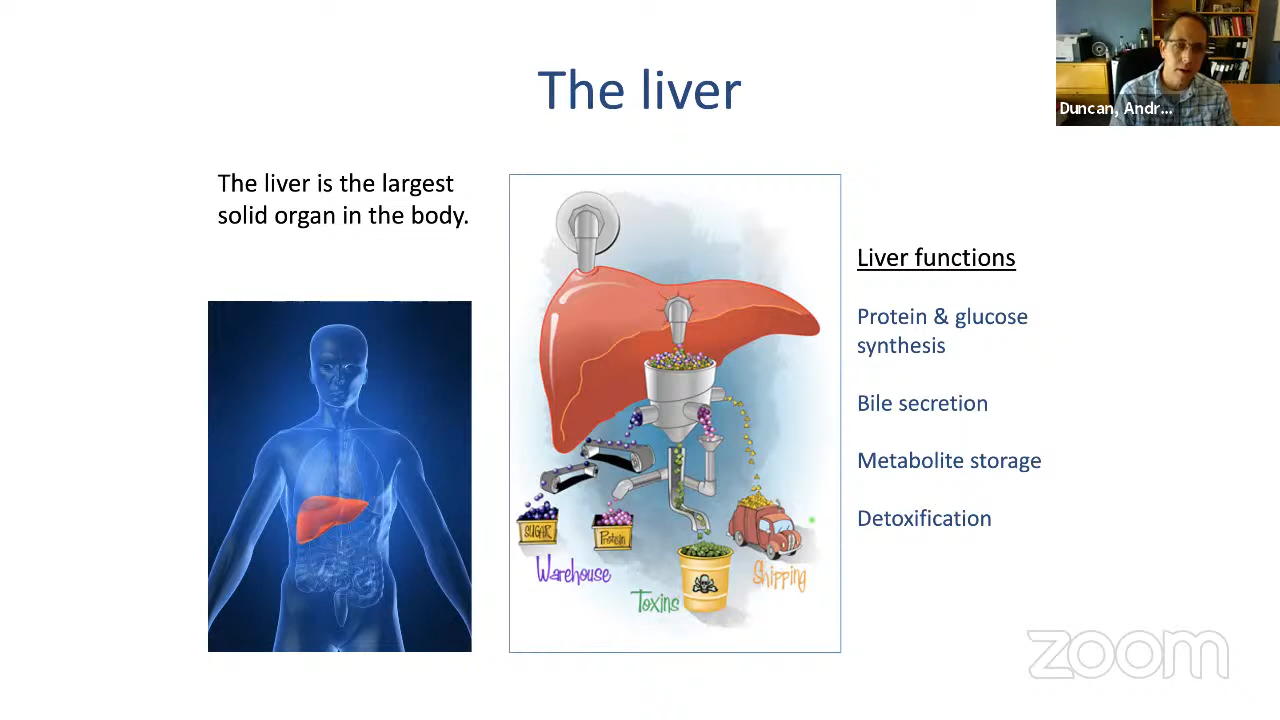 The liver
Duncan, Andr...
The liver is the largest
solid organ in the body.
Liver functions
Protein & glucose
synthesis
Bile secretion
Metabolite storage
Detoxification
SUGAR
Protein
Warehouse
Toxins
Shipping
zoom